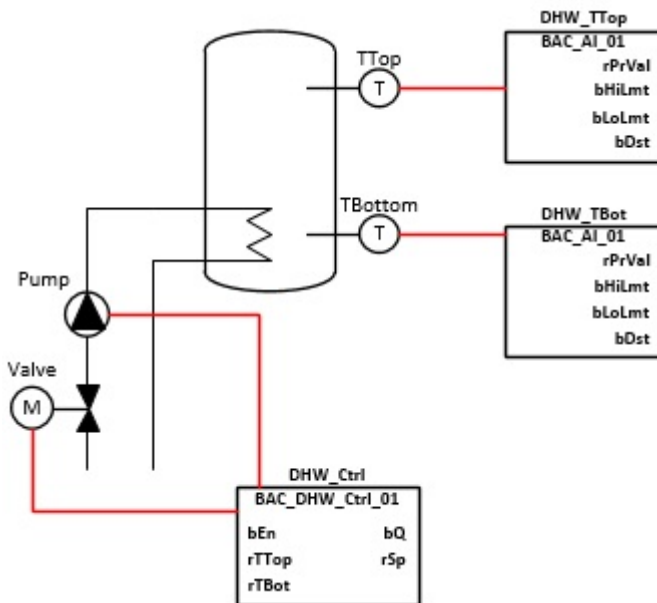 DHW_TTop
BAC_AI_01
rPrVal
bHiLmt
bLoLmt
bDst
TTop
T
TBottom
T
DHW_TBot
BAC_AI_01
rPrVal
bHiLmt
bLoLmt
bDst
Pump
Valve
M
DHW_Ctrl
BAC_DHW_Ctrl_01
bEn bQ
rTTop rSp
rTBot